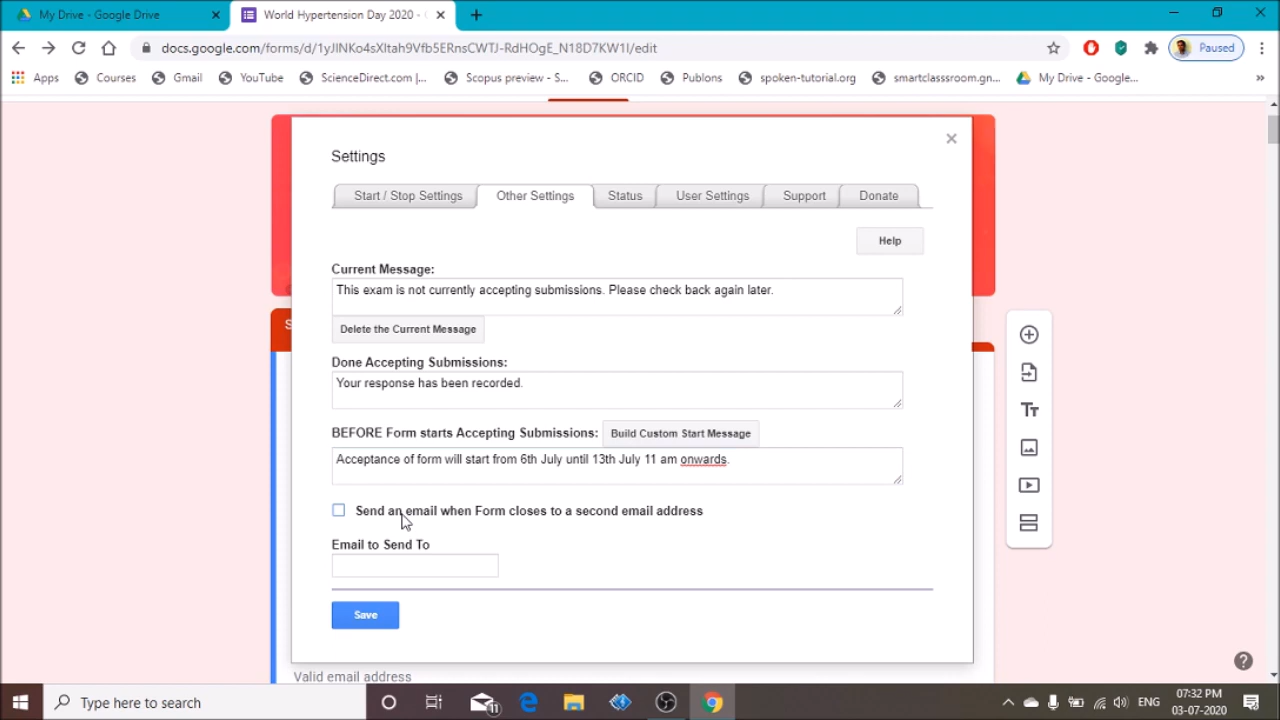 My Drive - Google Drive
World Hypertension Day 2020 -
docs.google.com/forms/d/1yJINKo4sXltah9Vfb5ERnsCWTJ-RdHOgE_N18D7KW1I/edit
Paused
Apps Courses Gmail YouTube ScienceDirect.com |... Scopus preview - S... ORCID Publons spoken-tutorial.org smartclasssroom.gn... My Drive - Google... »
Settings
Start / Stop Settings Other Settings Status User Settings Support Donate
Help
Current Message:
This exam is not currently accepting submissions. Please check back again later.
Delete the Current Message
Done Accepting Submissions:
Your response has been recorded.
BEFORE Form starts Accepting Submissions: Build Custom Start Message
Acceptance of form will start from 6th July until 13th July 11 am onwards.
Send an email when Form closes to a second email address
Email to Send To
Save
Valid email address
Type here to search
11
ENG
07:32 PM
03-07-2020